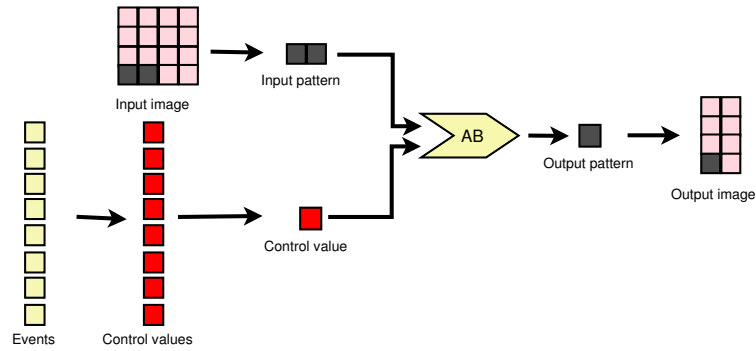 Input image
Input pattern
AB
Output pattern
Output image
Control value
Events
Control values